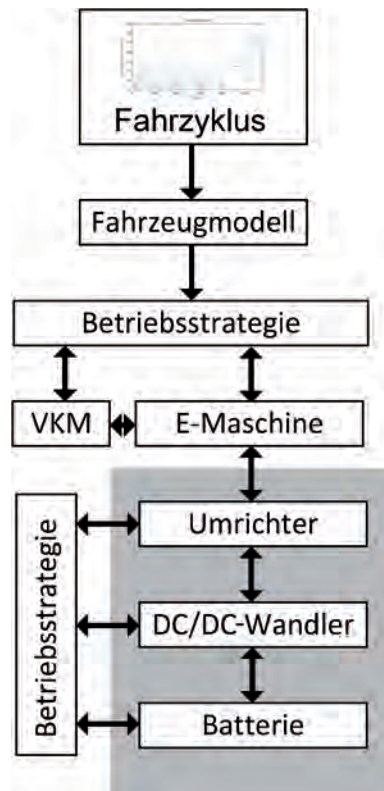 Fahrzyklus
Fahrzeugmodell
Betriebsstrategie
VKM
E-Maschine
Betriebsstrategie
Umrichter
DC/DC-Wandler
Batterie